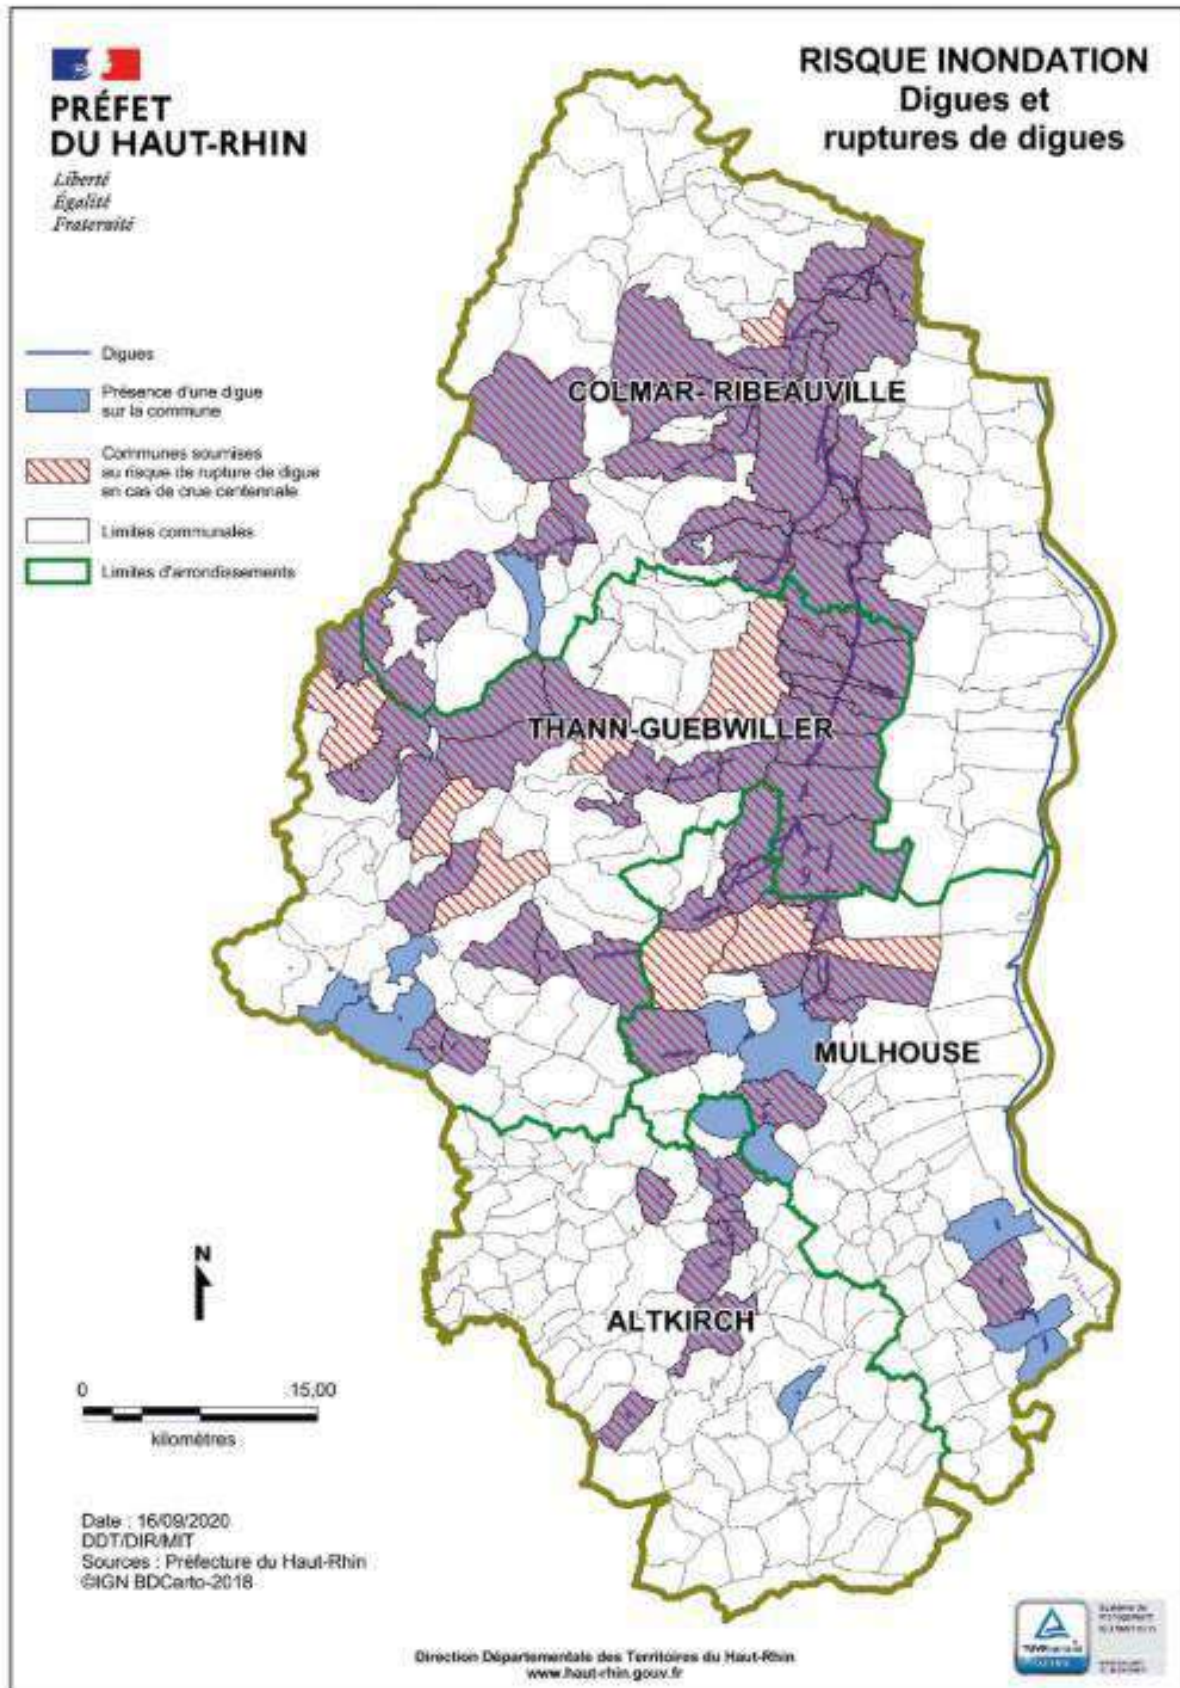 PRÉFET
DU HAUT-RHIN
Liberté
Égalité
Fraternité
RISQUE INONDATION
Digues et
ruptures de digues
Digues
Présence d'une digue
sur la commune
Communes soumises
au risque de rupture de digue
en cas de crue centennale
Limites communales
Limites d'arrondissements
COLMAR- RIBEAUVILLE
THANN-GUEBWILLER
MULHOUSE
ALTKIRCH
N
0 15,00
kilomètres
Date : 16/09/2020
DDT/DIR/MIT
Sources : Préfecture du Haut-Rhin
©IGN BDCarto-2018
Direction Départementale des Territoires du Haut-Rhin
www.haut-rhin.gouv.fr